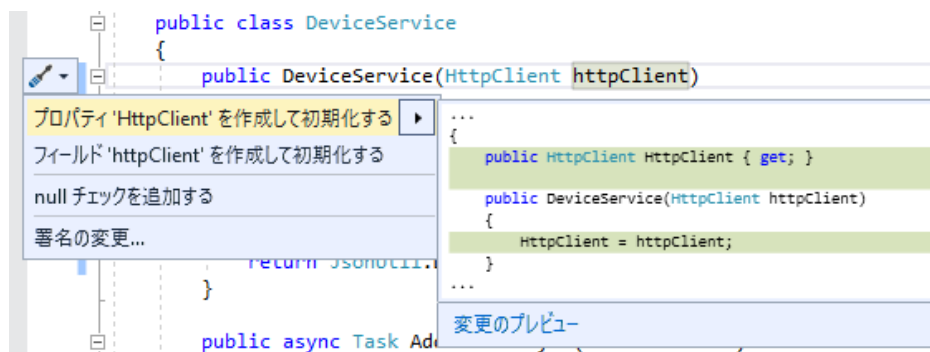 public class DeviceService
{
public DeviceService(HttpClient httpClient)
プロパティ 'HttpClient' を作成して初期化する
フィールド 'httpClient' を作成して初期化する
null チェックを追加する
署名の変更...
...
{
public HttpClient HttpClient { get; }
public DeviceService(HttpClient httpClient)
{
HttpClient = httpClient;
}
...
変更のプレビュー
return JsonUtil.
}
public async Task